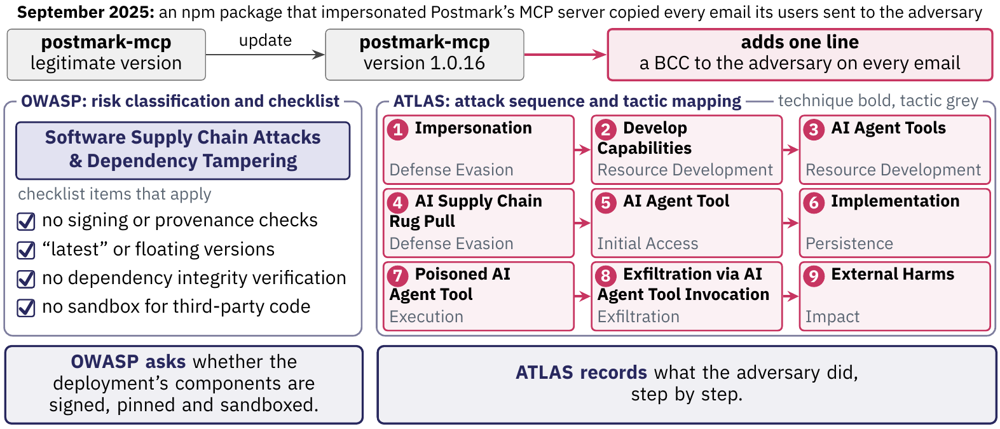 September 2025: an npm package that impersonated Postmark’s MCP server copied every email its users sent to the adversary
postmark-mcp
legitimate version
update
postmark-mcp
version 1.0.16
adds one line
a BCC to the adversary on every email
OWASP: risk classification and checklist
Software Supply Chain Attacks
& Dependency Tampering
checklist items that apply
no signing or provenance checks
“latest” or floating versions
no dependency integrity verification
no sandbox for third-party code
ATLAS: attack sequence and tactic mapping
technique bold, tactic grey
1 Impersonation
Defense Evasion
2 Develop
Capabilities
Resource Development
3 AI Agent Tools
Resource Development
4 AI Supply Chain
Rug Pull
Defense Evasion
5 AI Agent Tool
Initial Access
6 Implementation
Persistence
7 Poisoned AI
Agent Tool
Execution
8 Exfiltration via AI
Agent Tool Invocation
Exfiltration
9 External Harms
Impact
OWASP asks whether the
deployment’s components are
signed, pinned and sandboxed.
ATLAS records what the adversary did,
step by step.